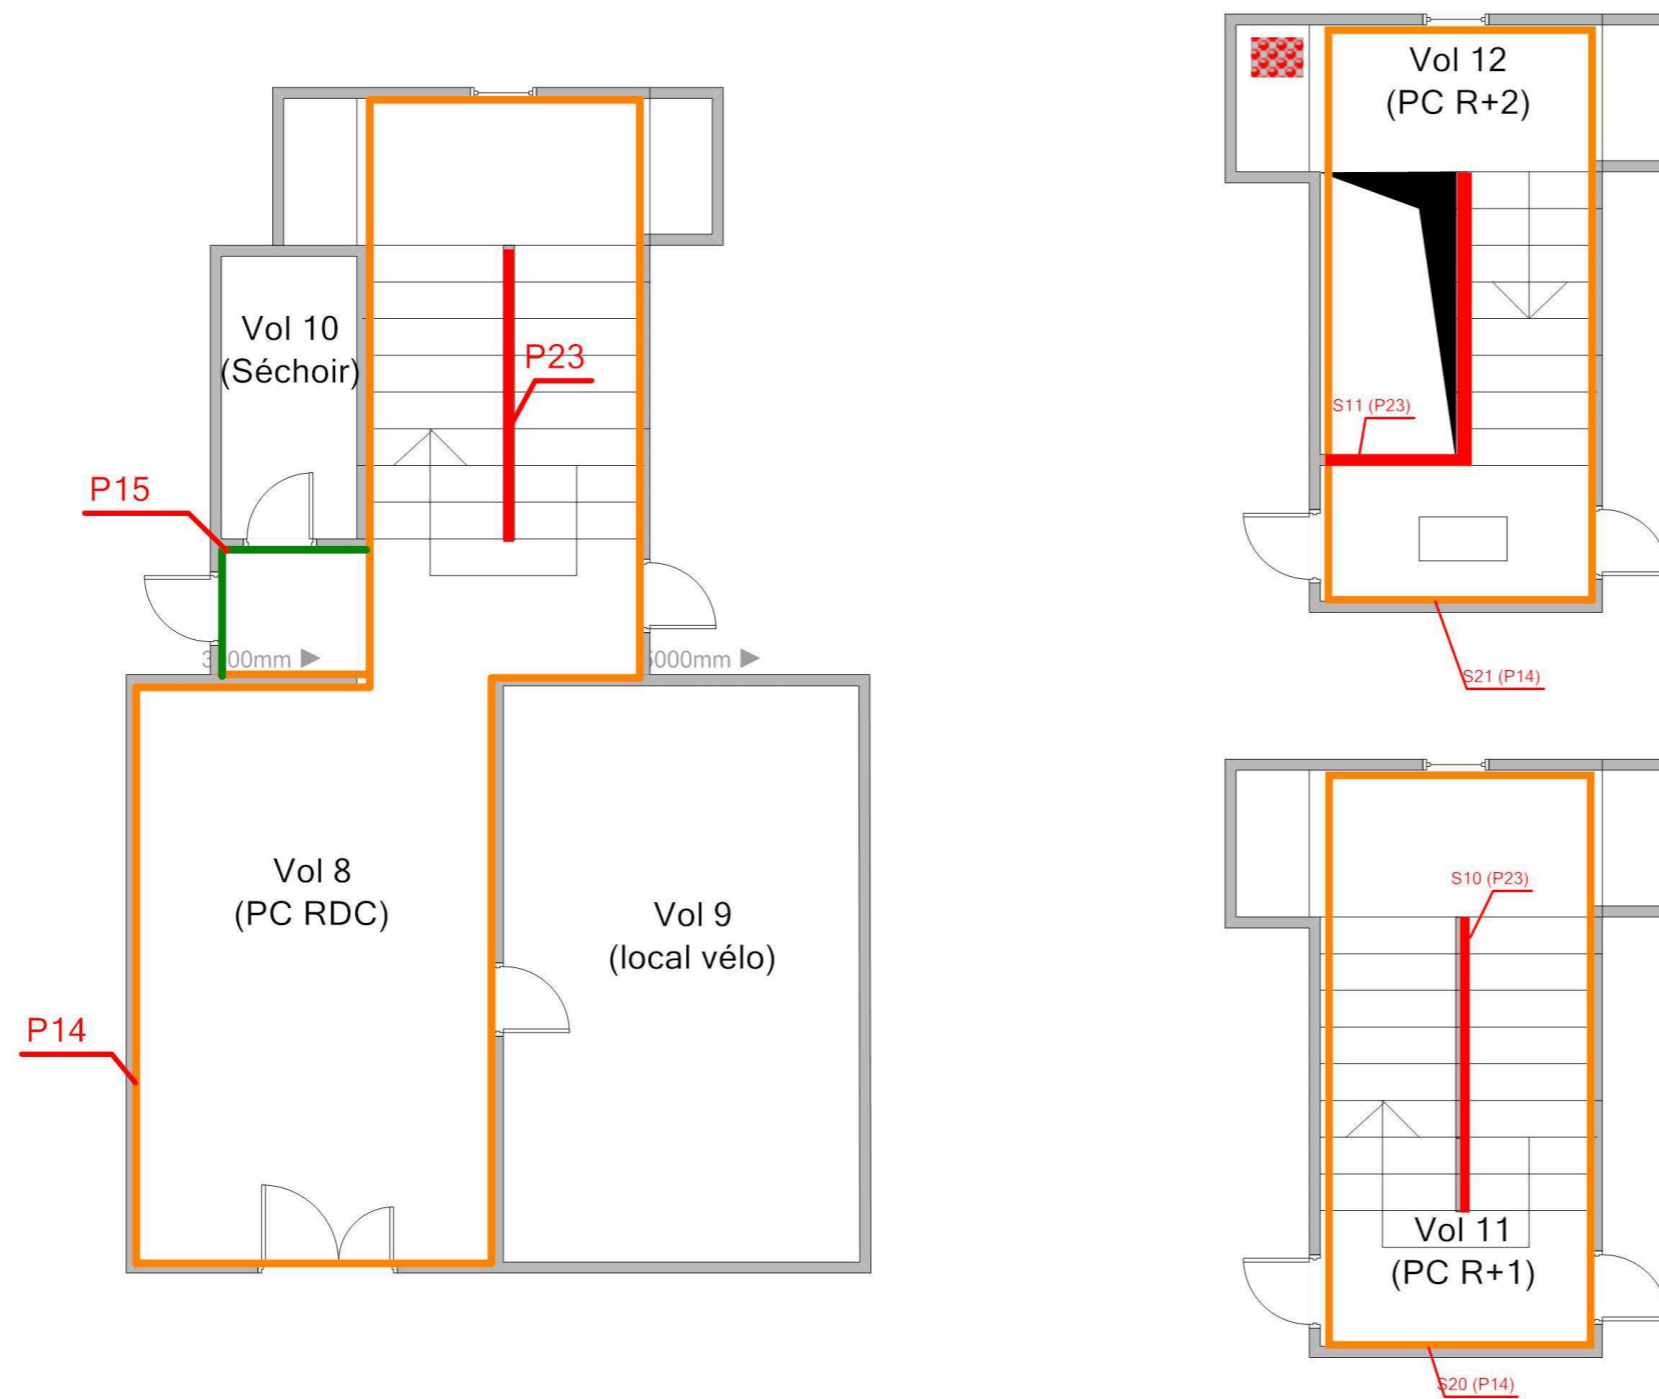 Vol 10
(Séchoir)
P23
P15
00mm
000mm
Vol 8
(PC RDC)
Vol 9
(local vélo)
P14
Vol 12
(PC R+2)
S11 (P23)
S21 (P14)
S10 (P23)
Vol 11
(PC R+1)
S20 (P14)